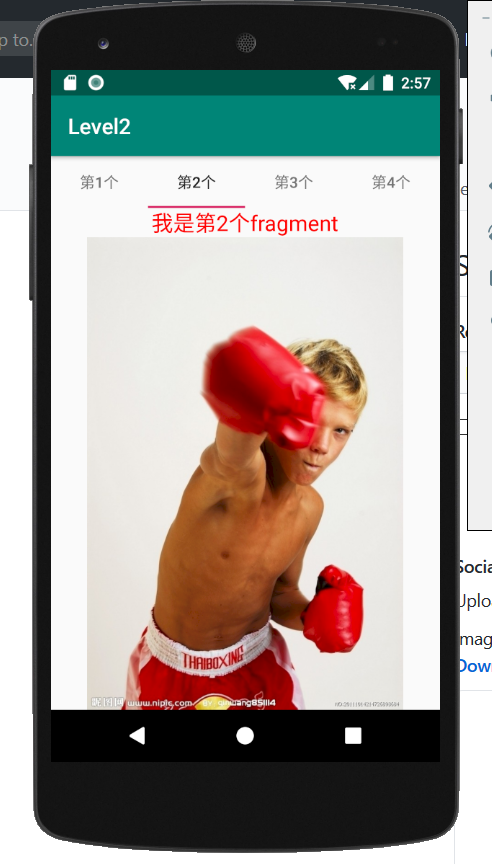 p to.
2:57
Level2
第1个
第2个
第3个
第4个
我是第2个fragment
THAIBOXING
昵图网 www.nipic.com
Socia
Uplo
mag
Dow